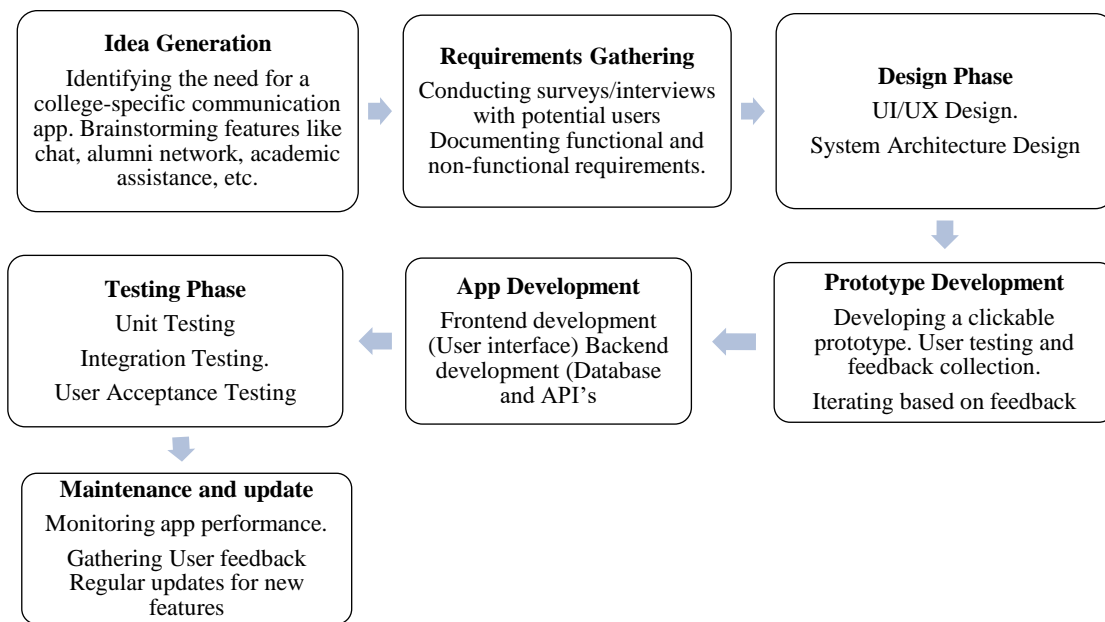 Idea Generation
Identifying the need for a
college-specific communication
app. Brainstorming features like
chat, alumni network, academic
assistance, etc.
Requirements Gathering
Conducting surveys/interviews
with potential users
Documenting functional and
non-functional requirements.
Design Phase
UI/UX Design.
System Architecture Design
Prototype Development
Developing a clickable
prototype. User testing and
feedback collection.
Iterating based on feedback
App Development
Frontend development
(User interface) Backend
development (Database
and API’s
Testing Phase
Unit Testing
Integration Testing.
User Acceptance Testing
Maintenance and update
Monitoring app performance.
Gathering User feedback
Regular updates for new
features